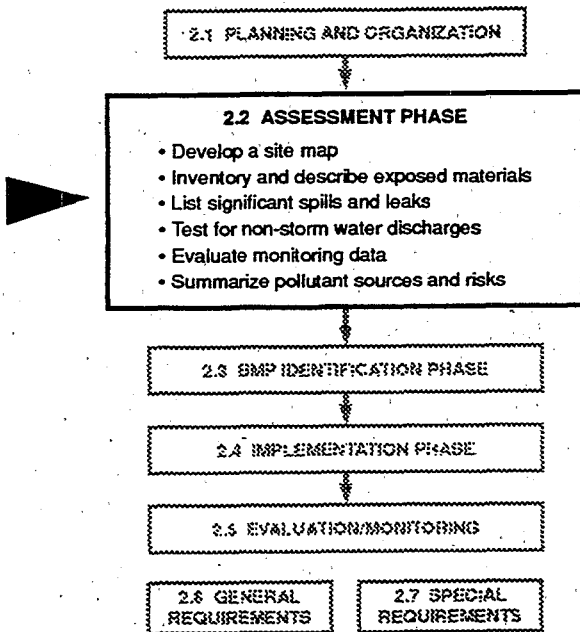 2.1 PLANNING AND ORGANIZATION
2.2 ASSESSMENT PHASE
• Develop a site map
• Inventory and describe exposed materials
• List significant spills and leaks
• Test for non-storm water discharges
• Evaluate monitoring data
• Summarize pollutant sources and risks
2.3 BMP IDENTIFICATION PHASE
2.4 IMPLEMENTATION PHASE
2.5 EVALUATION/MONITORING
2.6 GENERAL
REQUIREMENTS
2.7 SPECIAL
REQUIREMENTS